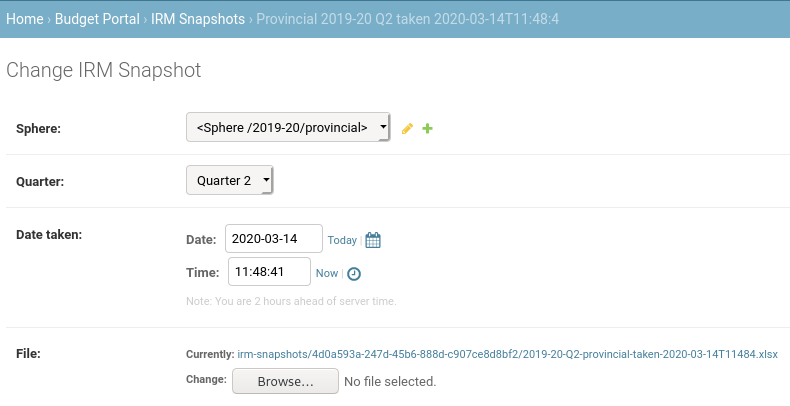 Home › Budget Portal › IRM Snapshots › Provincial 2019-20 Q2 taken 2020-03-14T11:48:4
Change IRM Snapshot
Sphere: <Sphere /2019-20/provincial>
Quarter: Quarter 2
Date taken: Date: 2020-03-14 Today |
Time: 11:48:41 Now |
Note: You are 2 hours ahead of server time.
File: Currently: irm-snapshots/4d0a593a-247d-45b6-888d-c907ce8d8bf2/2019-20-Q2-provincial-taken-2020-03-14T11484.xlsx
Change: Browse... No file selected.